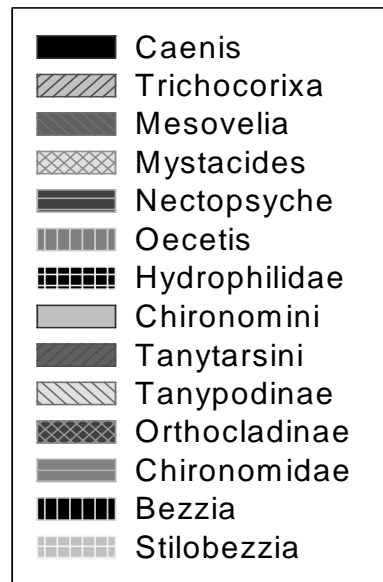 Caenis
Trichocorixa
Mesovelia
Mystacides
Nectopsyche
Oecetis
Hydrophilidae
Chironomini
Tanytarsini
Tanypodinae
Orthocladinae
Chironomidae
Bezzia
Stilobezzia